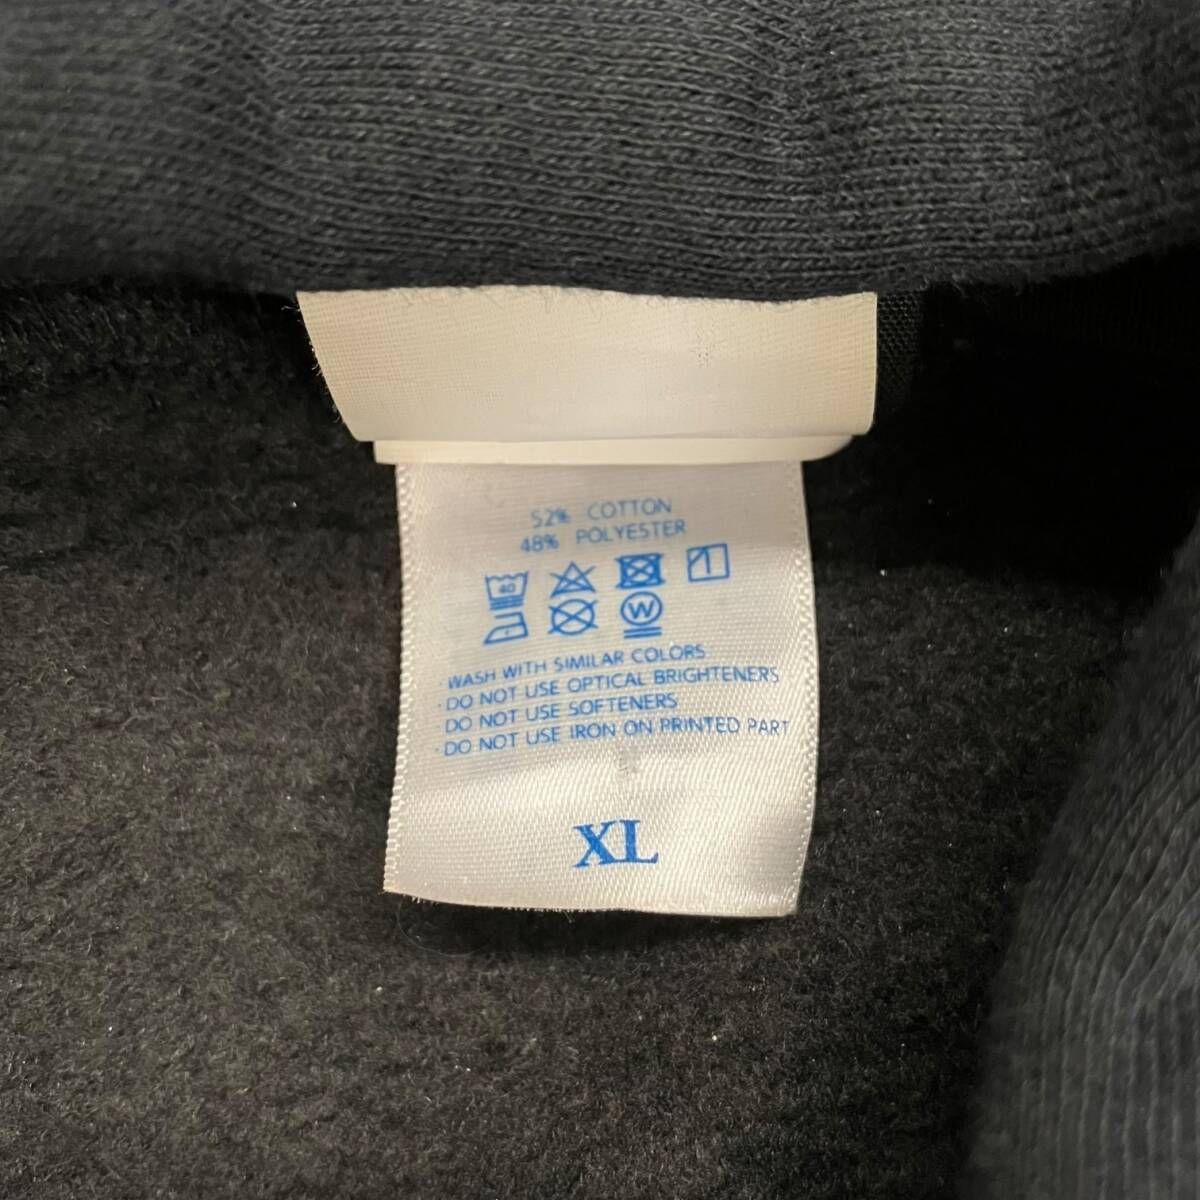 52% COTTON
48% POLYESTER
40
W
· WASH WITH SIMILAR COLORS
· DO NOT USE OPTICAL BRIGHTENERS
DO NOT USE SOFTENERS
· DO NOT USE IRON ON PRINTED PART
XL